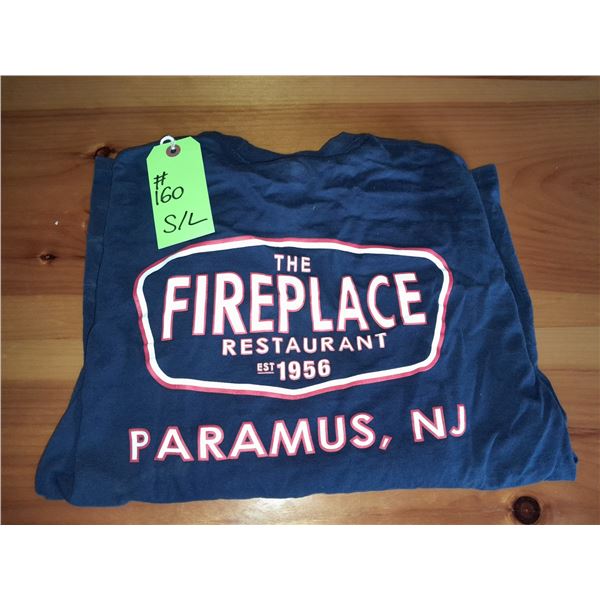 #
160
S/L
THE
FIREPLACE
RESTAURANT
EST 1956
PARAMUS, NJ